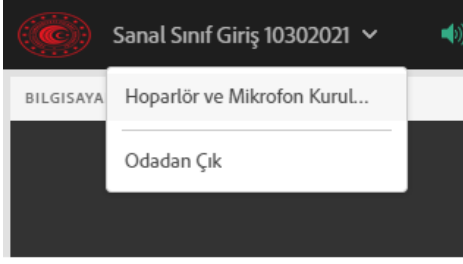 Sanal Sınıf Giriş 10302021
BILGISAYA
Hoparlör ve Mikrofon Kurul...
Odadan Çık